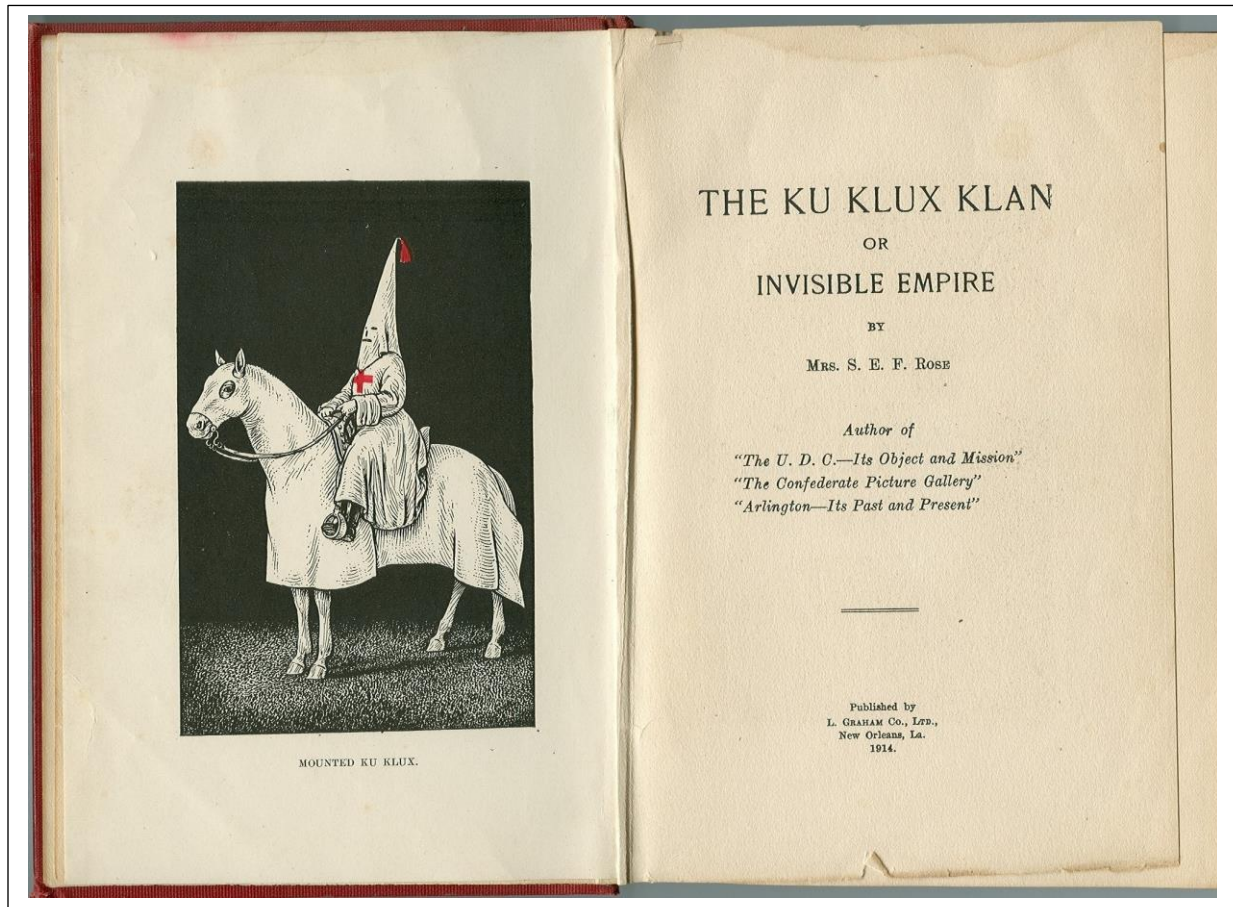 MOUNTED KU KLUX.
THE KU KLUX KLAN
OR
INVISIBLE EMPIRE
BY
MRS. S. E. F. ROSE
Author of
“The U. D. C.—Its Object and Mission”
“The Confederate Picture Gallery”
“Arlington—Its Past and Present”
Published by
L. GRAHAM CO., LTD.,
New Orleans, La.
1914.